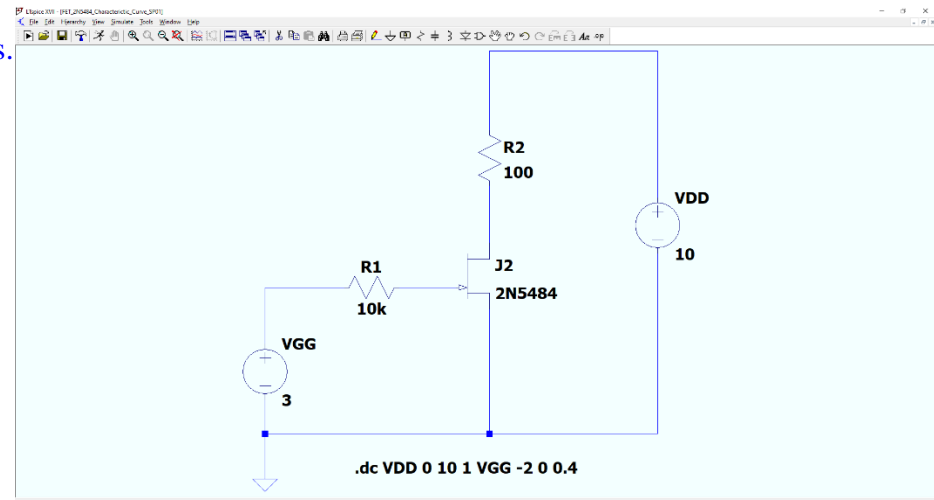 LTspice XVII - [FET_2N5484_Characterictic_Curve_SP01]
File Edit Hierarchy View Simulate Tools Window Help
s.
R2
100
VDD
10
R1
10k
J2
2N5484
VGG
3
.dc VDD 0 10 1 VGG -2 0 0.4